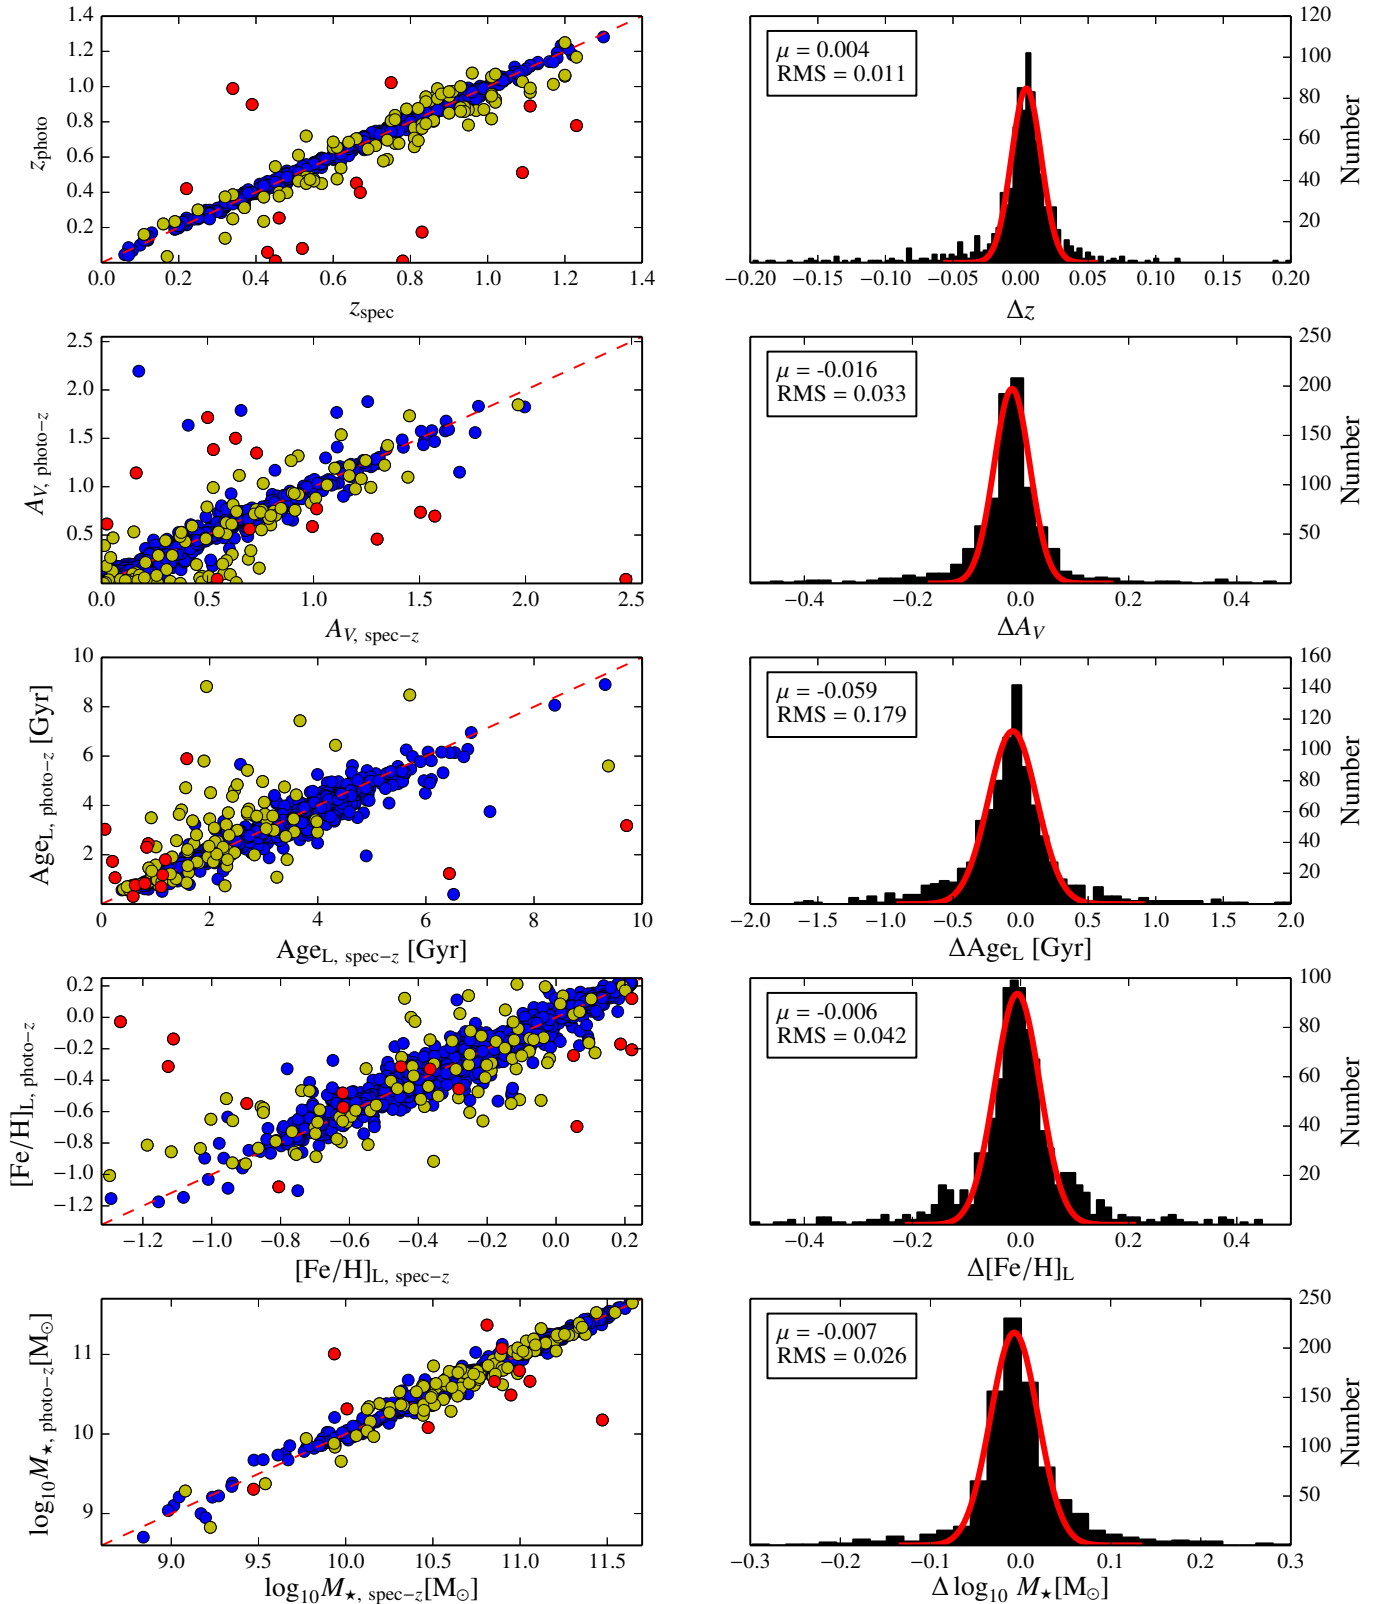 1.4
1.2
1.0
0.8
0.6
0.4
0.2
z_photo
0.0 0.2 0.4 0.6 0.8 1.0 1.2 1.4
z_spec
μ = 0.004
RMS = 0.011
120
100
80
60
40
20
Number
−0.20 −0.15 −0.10 −0.05 0.00 0.05 0.10 0.15 0.20
Δz
2.5
2.0
1.5
1.0
0.5
A_V, photo−z
0.0 0.5 1.0 1.5 2.0 2.5
A_V, spec−z
μ = -0.016
RMS = 0.033
250
200
150
100
50
Number
−0.4 −0.2 0.0 0.2 0.4
ΔA_V
10
8
6
4
2
Age_L, photo−z [Gyr]
0 2 4 6 8 10
Age_L, spec−z [Gyr]
μ = -0.059
RMS = 0.179
160
140
120
100
80
60
40
20
Number
−2.0 −1.5 −1.0 −0.5 0.0 0.5 1.0 1.5 2.0
ΔAge_L [Gyr]
0.2
0.0
−0.2
−0.4
−0.6
−0.8
−1.0
−1.2
[Fe/H]_L, photo−z
−1.2 −1.0 −0.8 −0.6 −0.4 −0.2 0.0 0.2
[Fe/H]_L, spec−z
μ = -0.006
RMS = 0.042
100
80
60
40
20
Number
−0.4 −0.2 0.0 0.2 0.4
Δ[Fe/H]_L
11
10
9
log₁₀M_⋆, photo−z[M_⊙]
9.0 9.5 10.0 10.5 11.0 11.5
log₁₀M_⋆, spec−z[M_⊙]
μ = -0.007
RMS = 0.026
250
200
150
100
50
Number
−0.3 −0.2 −0.1 0.0 0.1 0.2 0.3
Δ log₁₀ M_⋆[M_⊙]